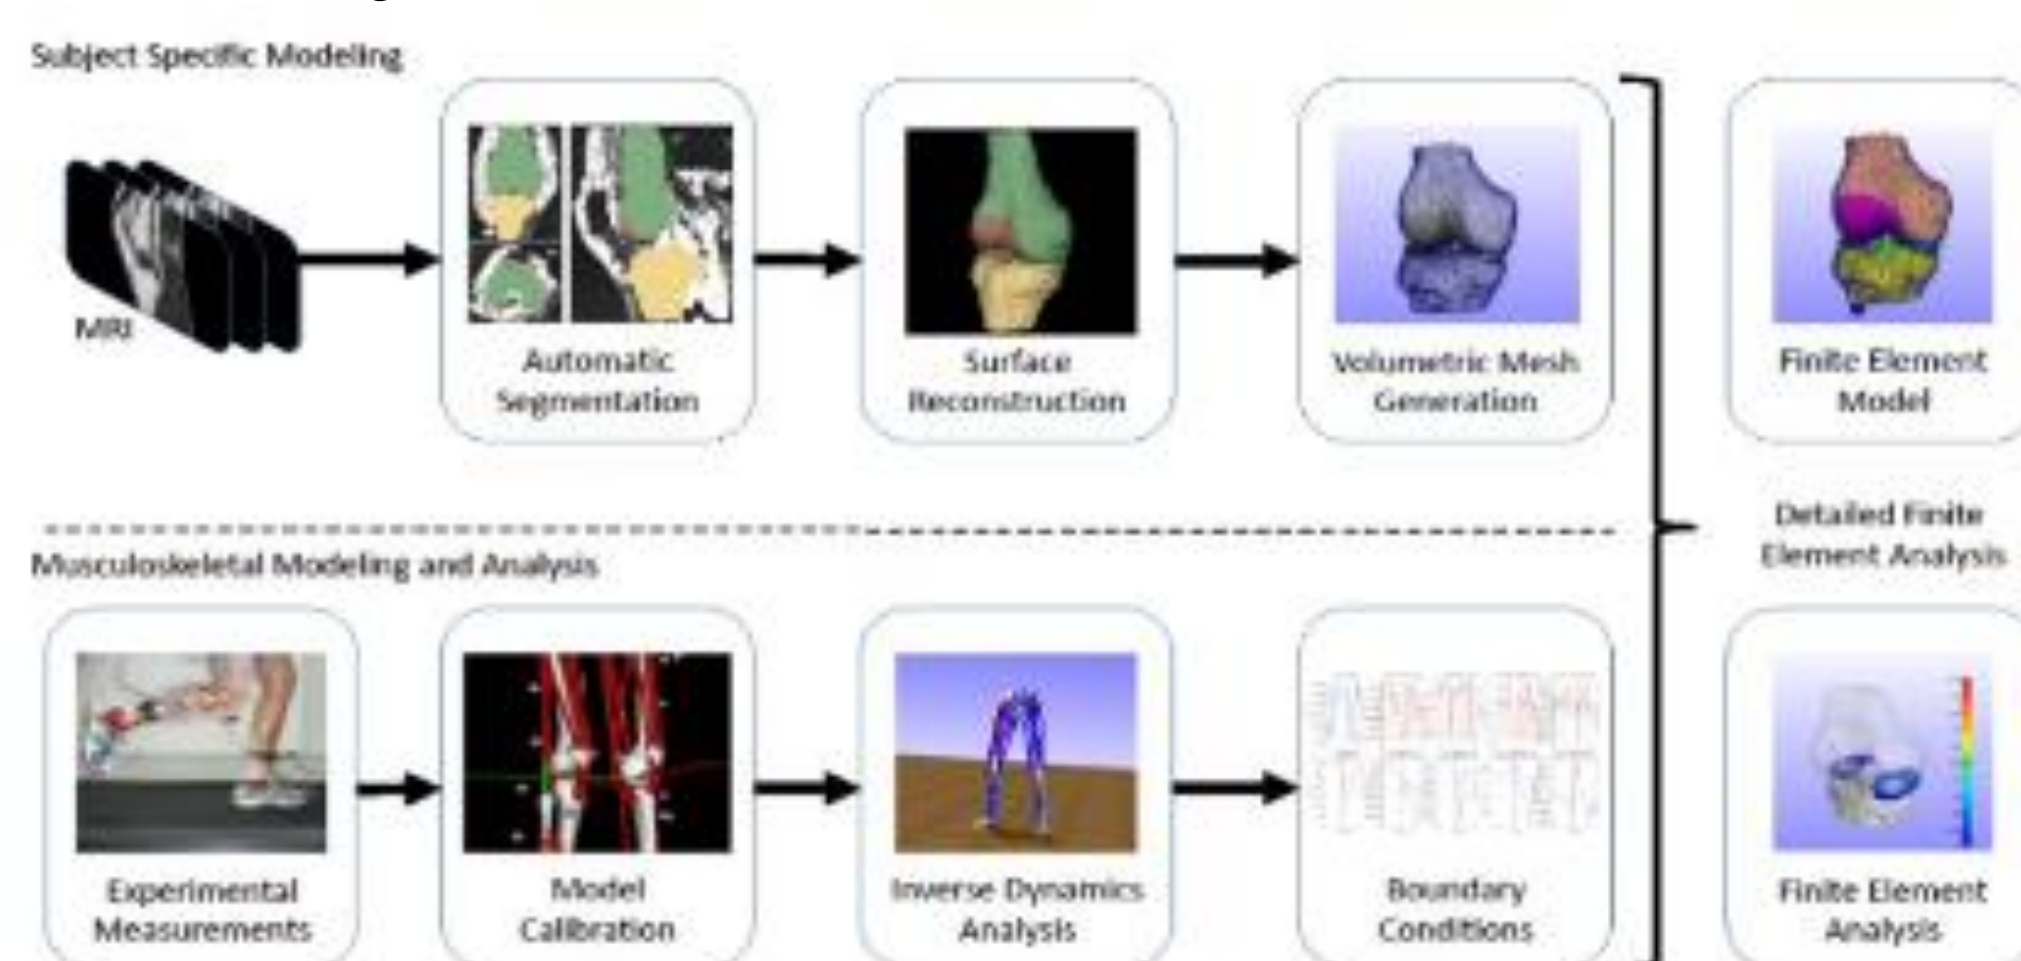 Subject Specific Modeling
MRI
Automatic
Segmentation
Surface
Reconstruction
Volumetric Mesh
Generation
Finite Element
Model
Detailed Finite
Element Analysis
Musculoskeletal Modeling and Analysis
Experimental
Measurements
Model
Calibration
Inverse Dynamics
Analysis
Boundary
Conditions
Finite Element
Analysis